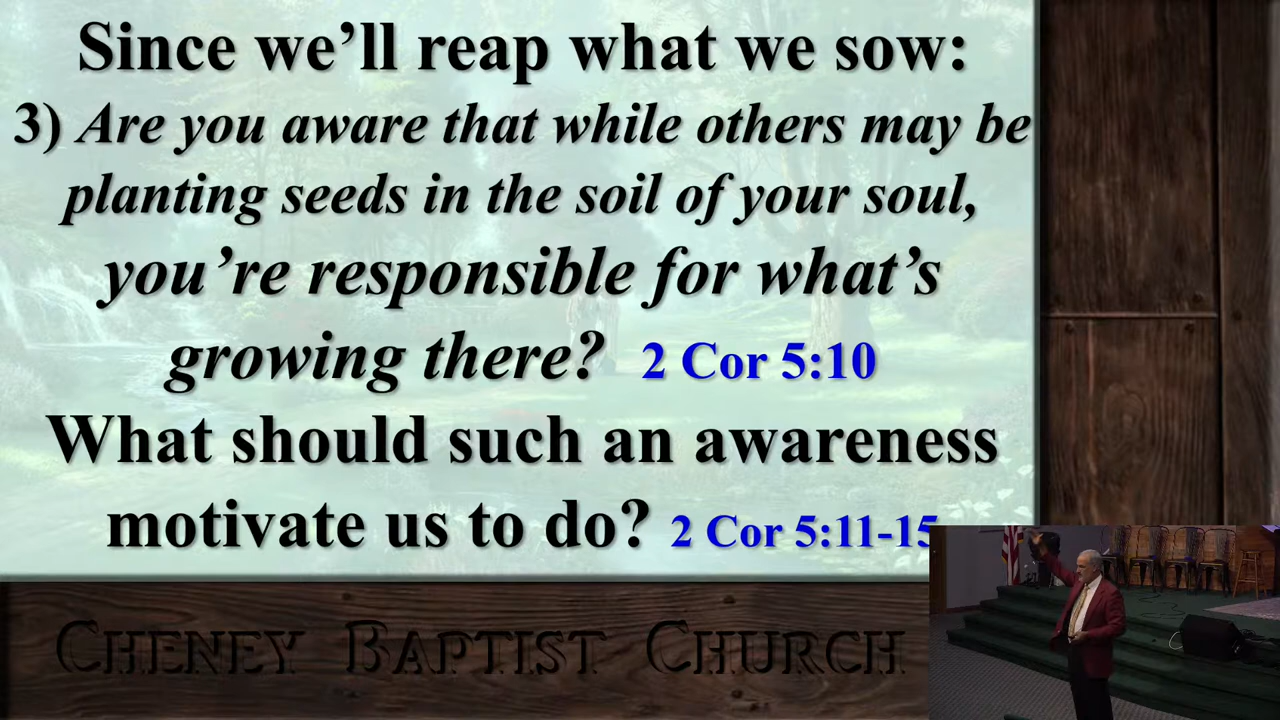 Since we’ll reap what we sow:
3) Are you aware that while others may be
planting seeds in the soil of your soul,
you’re responsible for what’s
growing there? 2 Cor 5:10
What should such an awareness
motivate us to do? 2 Cor 5:11-15
Cheney Baptist Church